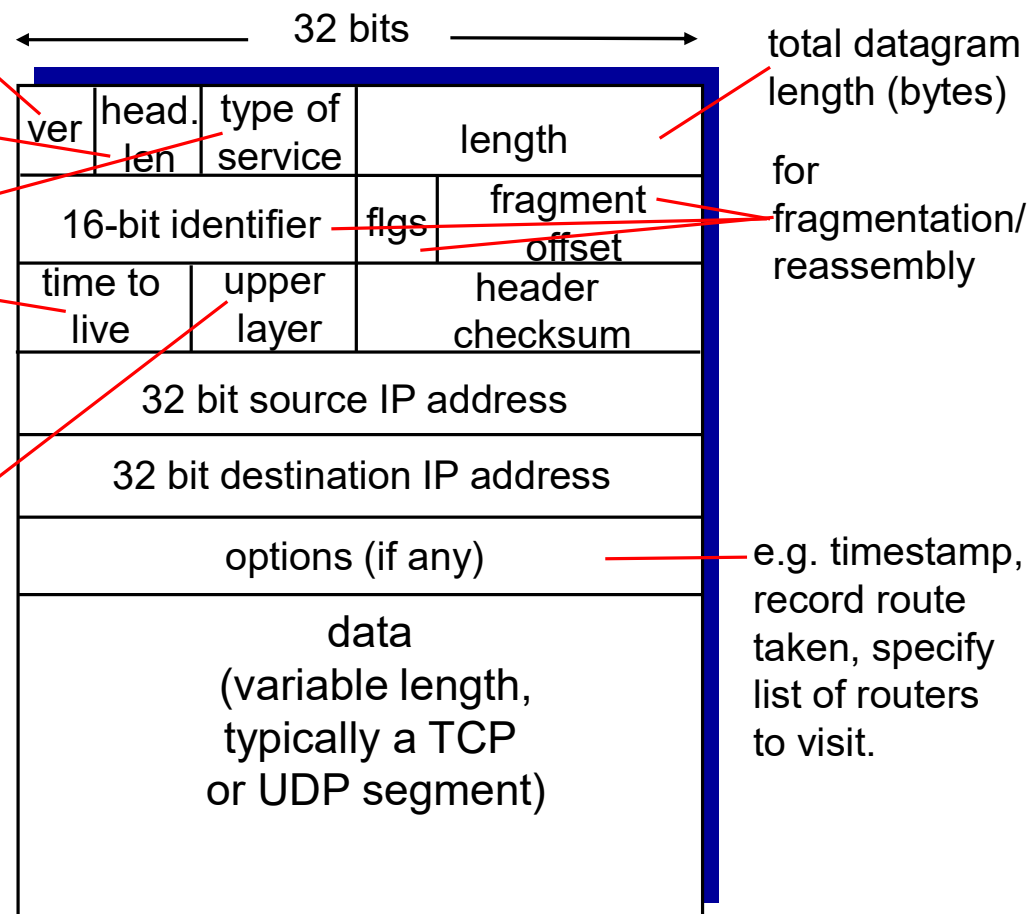 32 bits
total datagram
length (bytes)
ver
head.
len
type of
service
length
for
fragmentation/
reassembly
16-bit identifier
flgs
fragment
offset
time to
live
upper
layer
header
checksum
32 bit source IP address
32 bit destination IP address
options (if any)
e.g. timestamp,
record route
taken, specify
list of routers
to visit.
data
(variable length,
typically a TCP
or UDP segment)